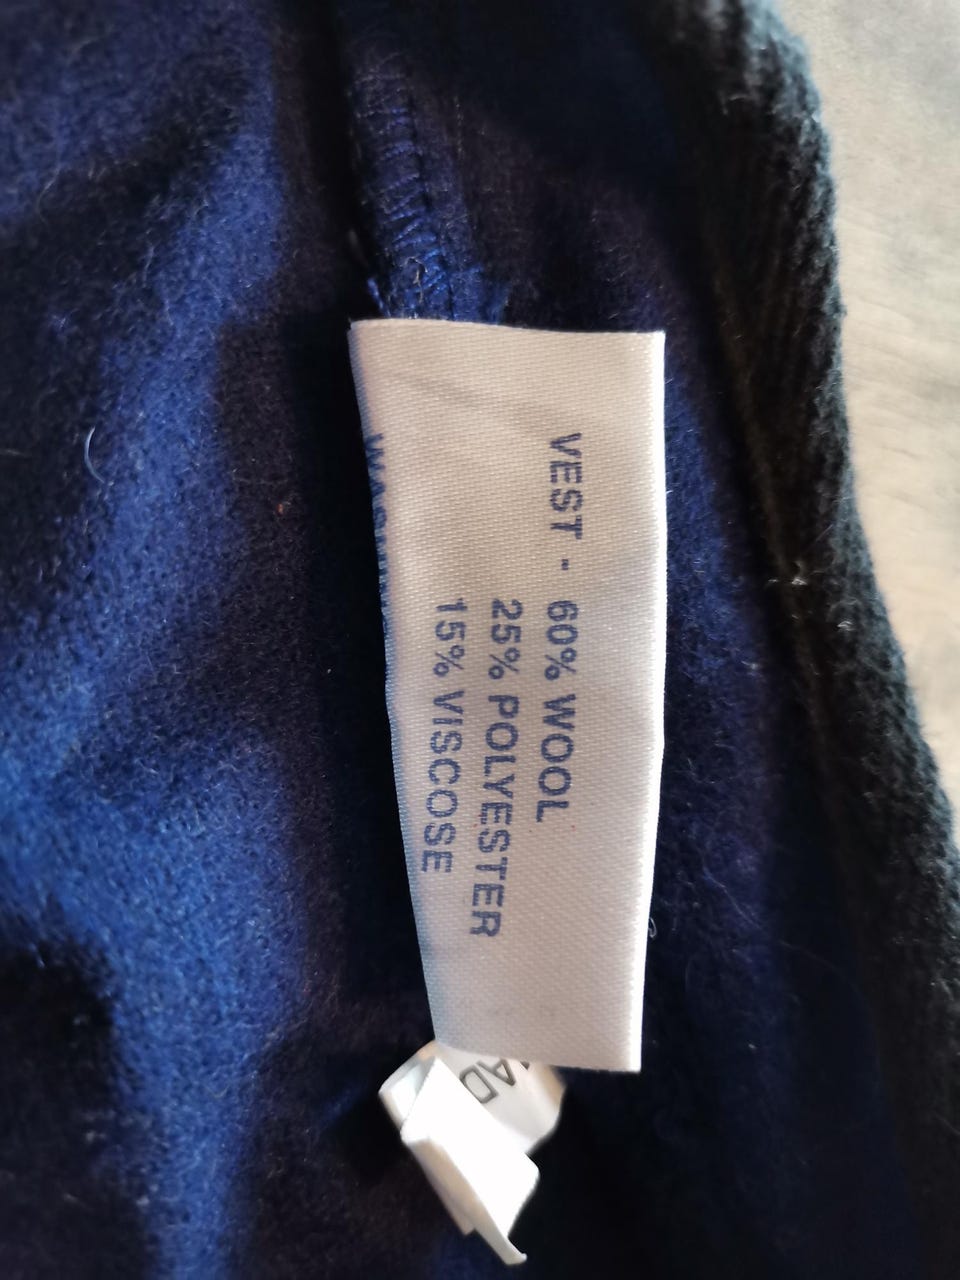 VEST - 60% WOOL
25% POLYESTER
15% VISCOSE